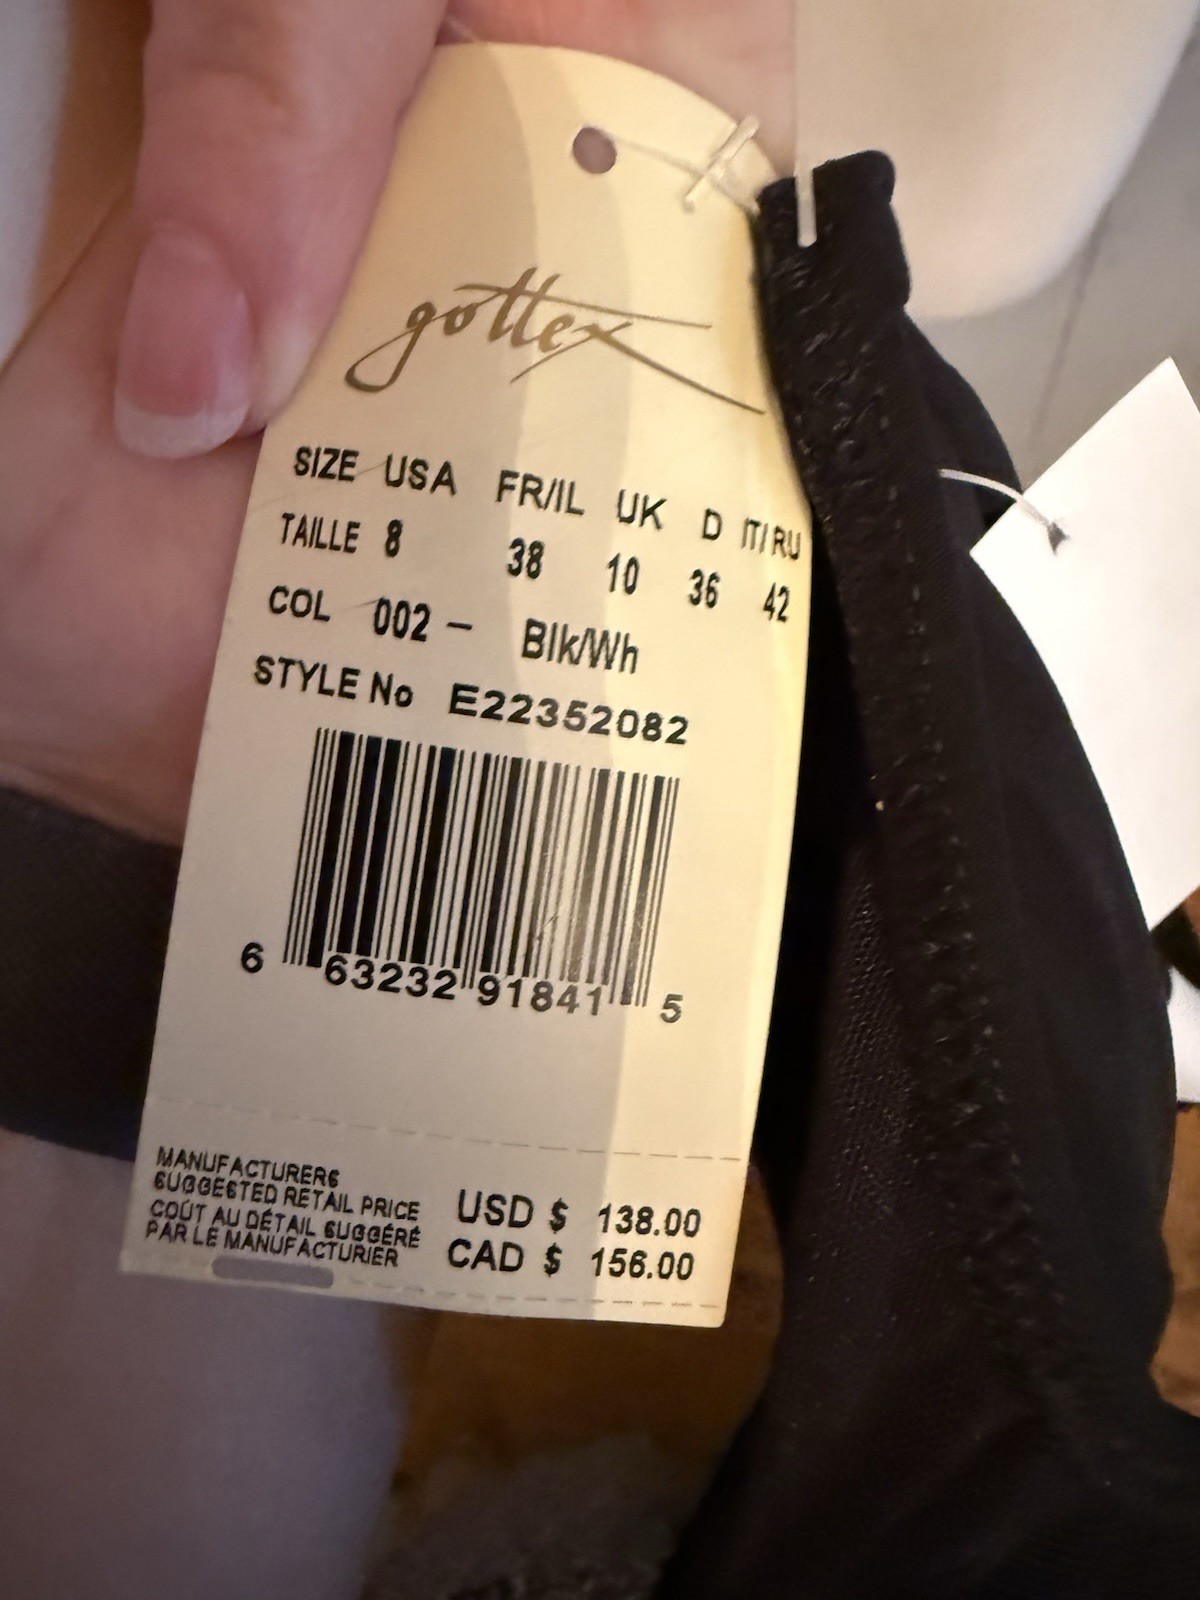 gottex
SIZE USA FR/IL UK D IT/RU
TAILLE 8 38 10 36 42
COL 002 - Blk/Wh
STYLE No E22352082
6 63232 91841 5
MANUFACTURERS
SUGGESTED RETAIL PRICE USD $ 138.00
COÛT AU DÉTAIL SUGGÉRÉ
PAR LE MANUFACTURIER CAD $ 156.00